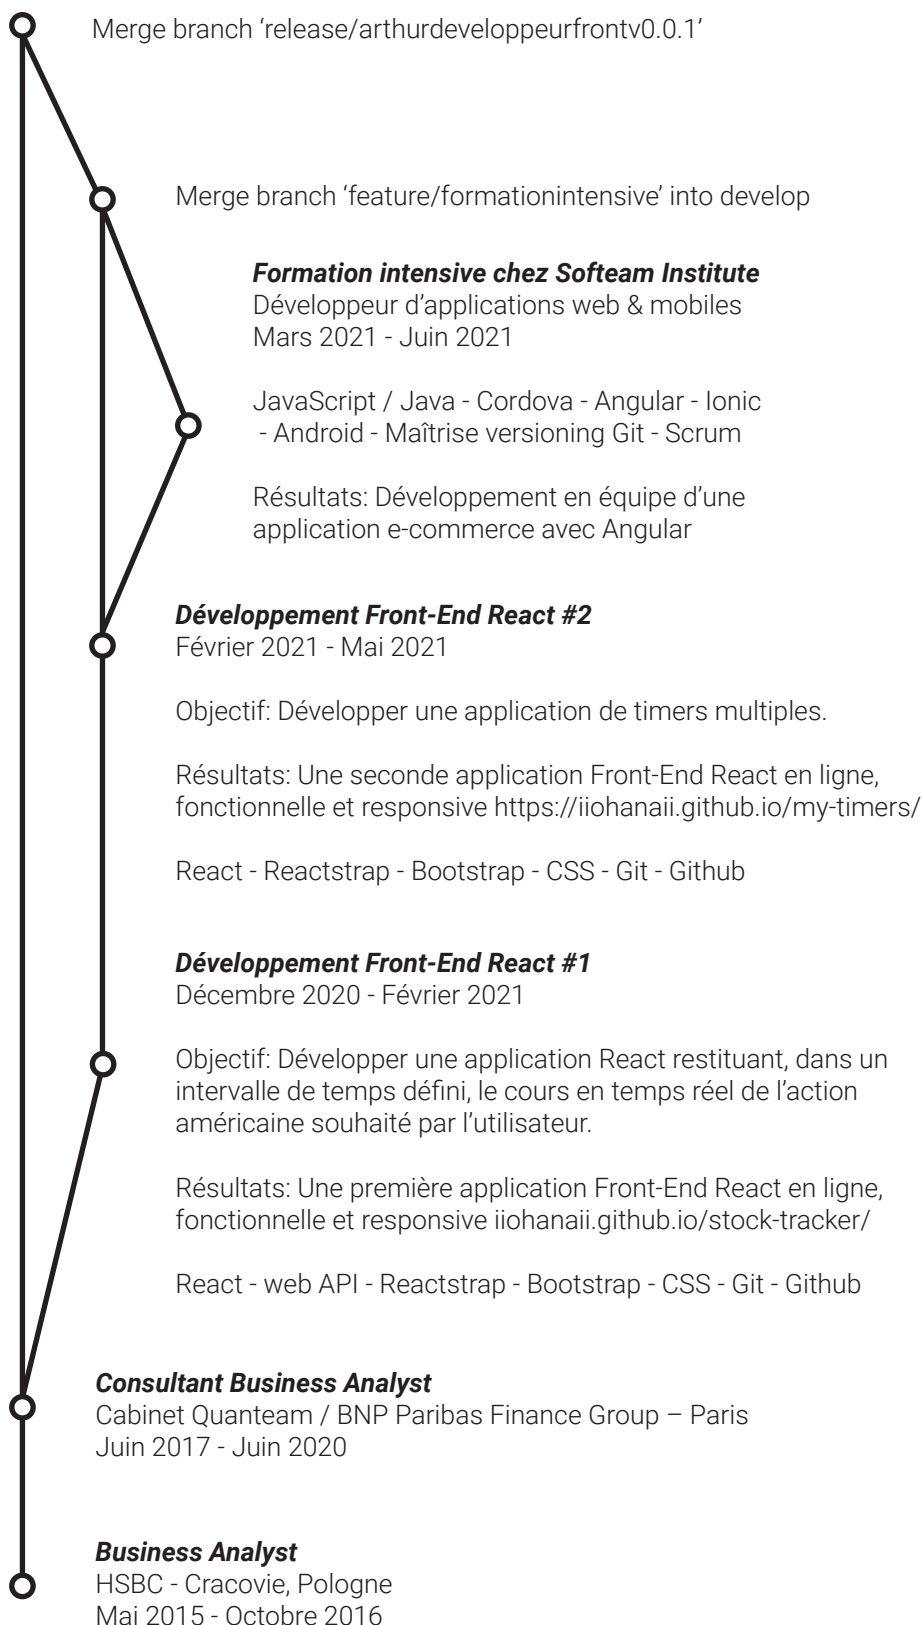 Merge branch ‘release/arthurdeveloppeurfrontv0.0.1’
Merge branch ‘feature/formationintensive’ into develop
Formation intensive chez Softeam Institute
Développeur d’applications web & mobiles
Mars 2021 - Juin 2021
JavaScript / Java - Cordova - Angular - Ionic
- Android - Maîtrise versioning Git - Scrum
Résultats: Développement en équipe d’une
application e-commerce avec Angular
Développement Front-End React #2
Février 2021 - Mai 2021
Objectif: Développer une application de timers multiples.
Résultats: Une seconde application Front-End React en ligne,
fonctionnelle et responsive https://iiohanaii.github.io/my-timers/
React - Reactstrap - Bootstrap - CSS - Git - Github
Développement Front-End React #1
Décembre 2020 - Février 2021
Objectif: Développer une application React restituant, dans un
intervalle de temps défini, le cours en temps réel de l’action
américaine souhaité par l’utilisateur.
Résultats: Une première application Front-End React en ligne,
fonctionnelle et responsive iiohanaii.github.io/stock-tracker/
React - web API - Reactstrap - Bootstrap - CSS - Git - Github
Consultant Business Analyst
Cabinet Quanteam / BNP Paribas Finance Group – Paris
Juin 2017 - Juin 2020
Business Analyst
HSBC - Cracovie, Pologne
Mai 2015 - Octobre 2016